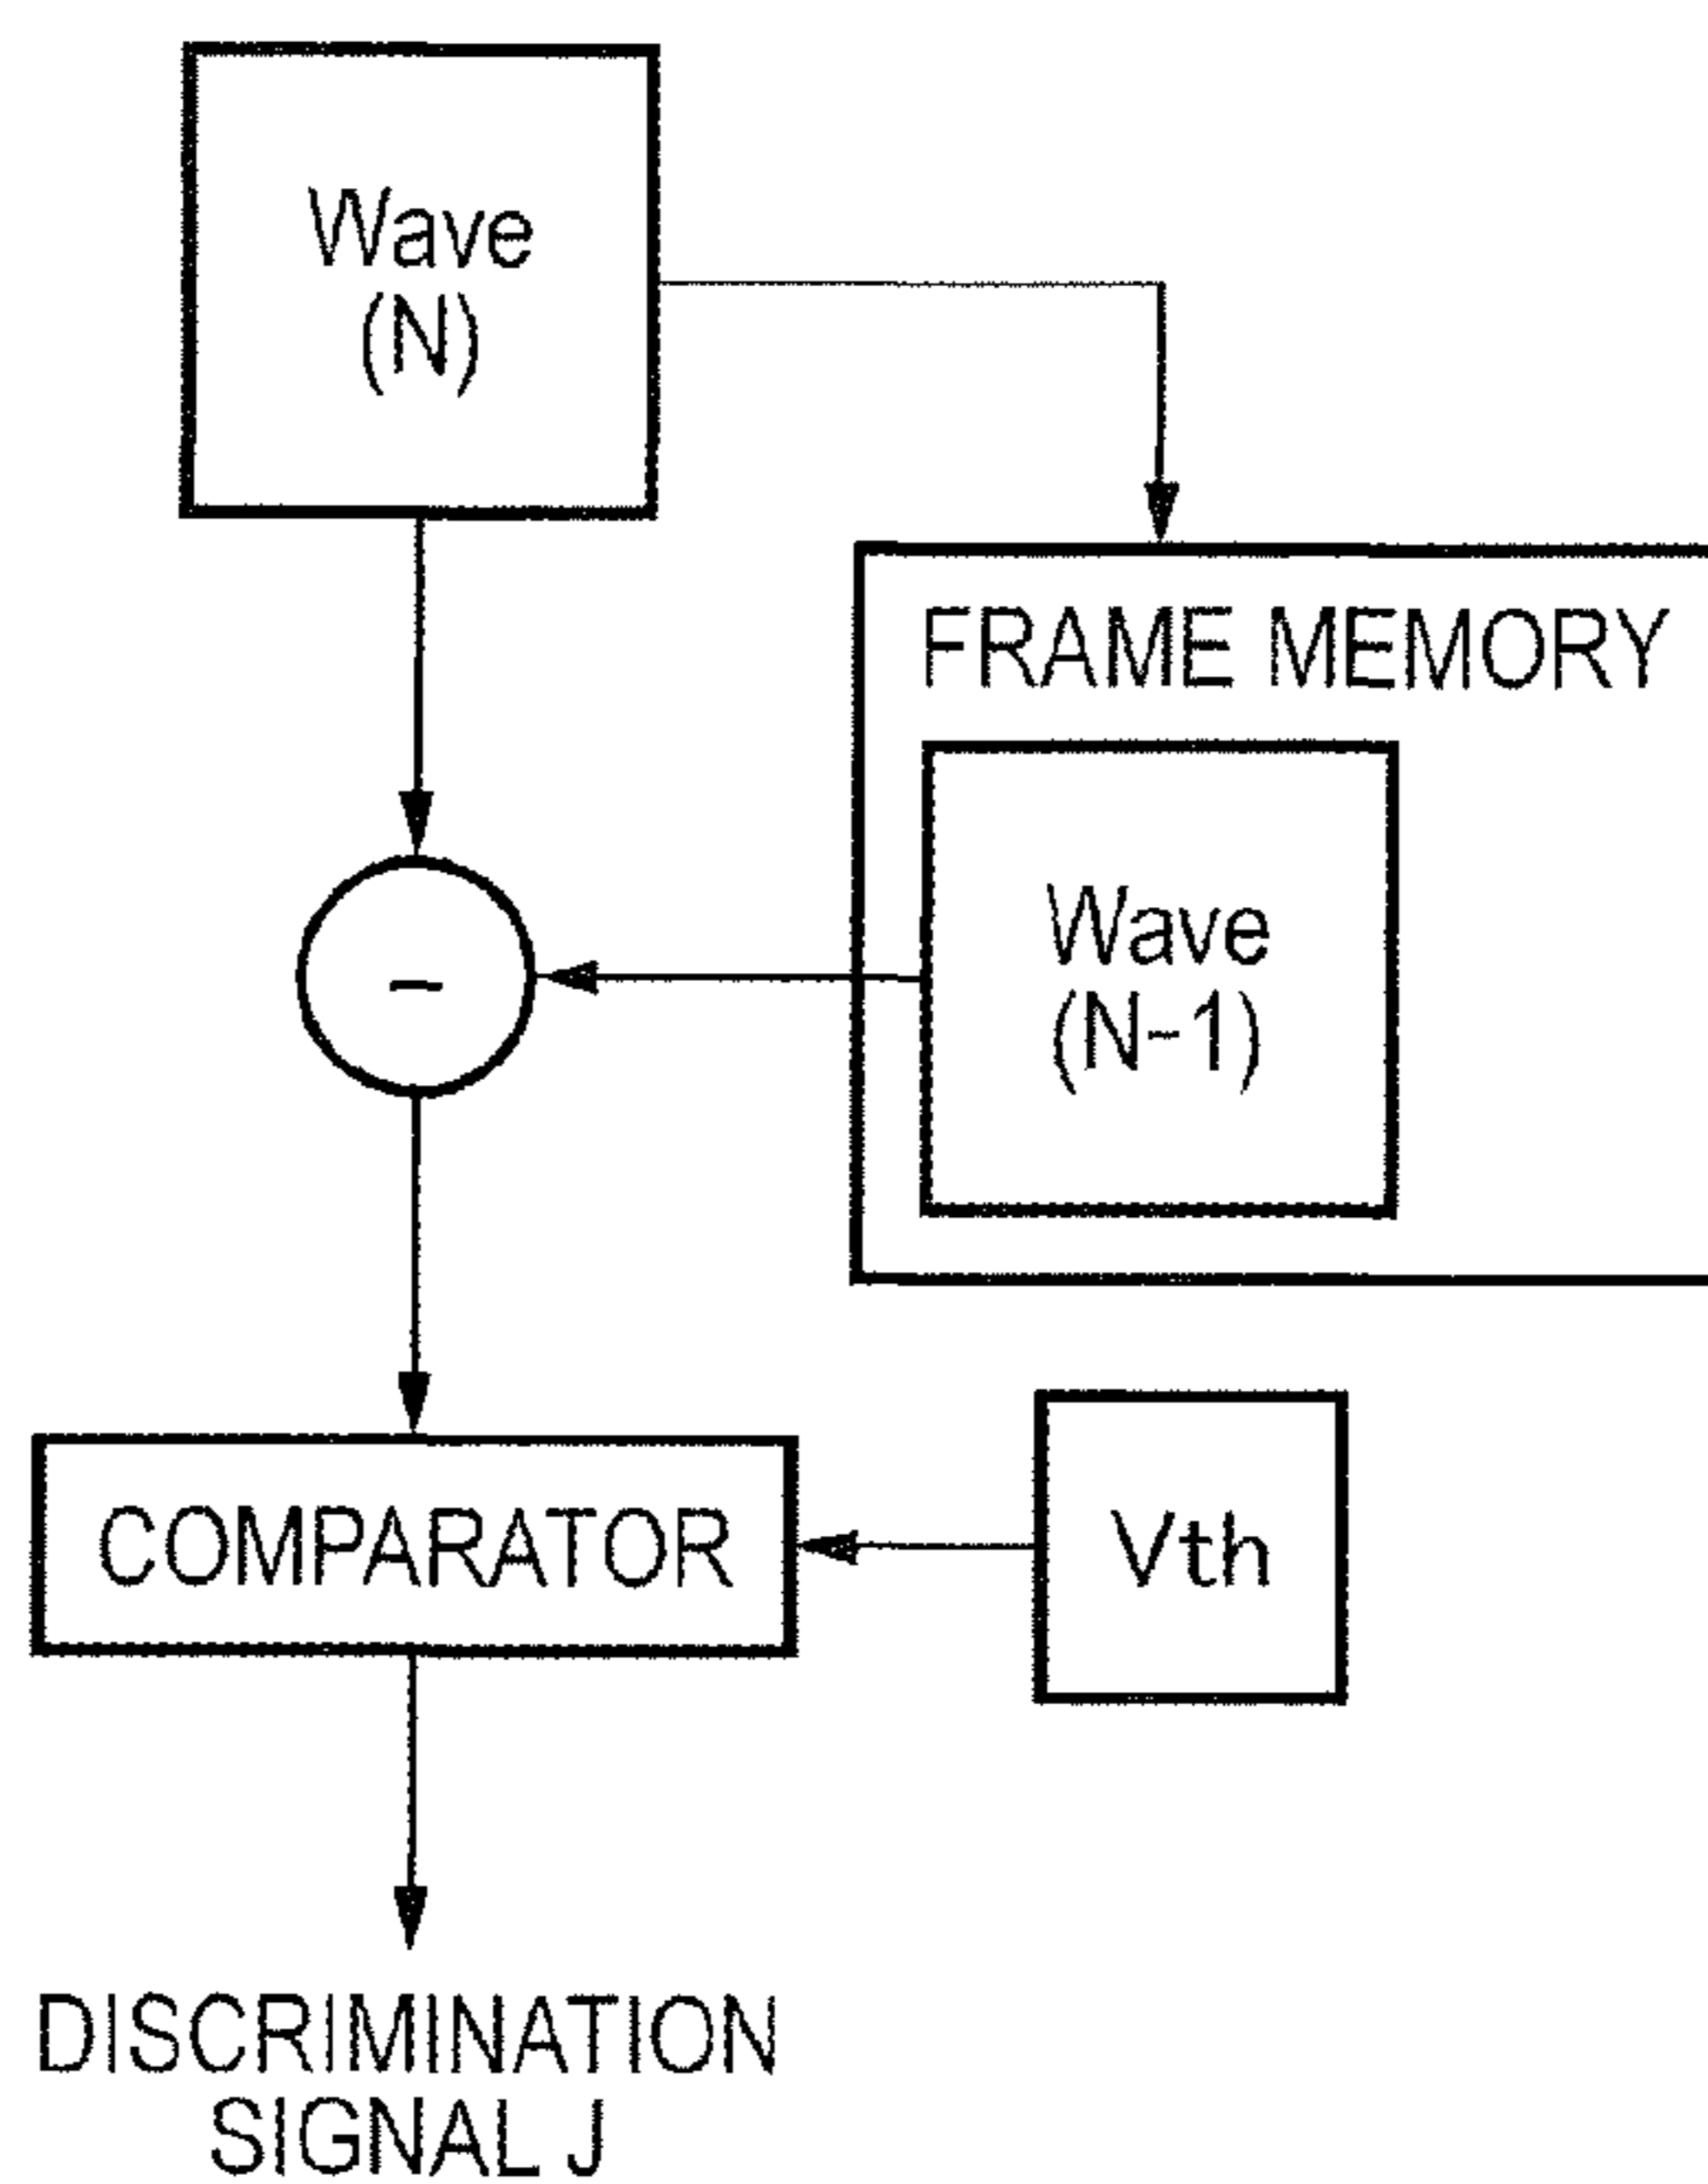 Wave
(N)
FRAME MEMORY
Wave
(N-1)
-
COMPARATOR
Vth
DISCRIMINATION
SIGNAL J